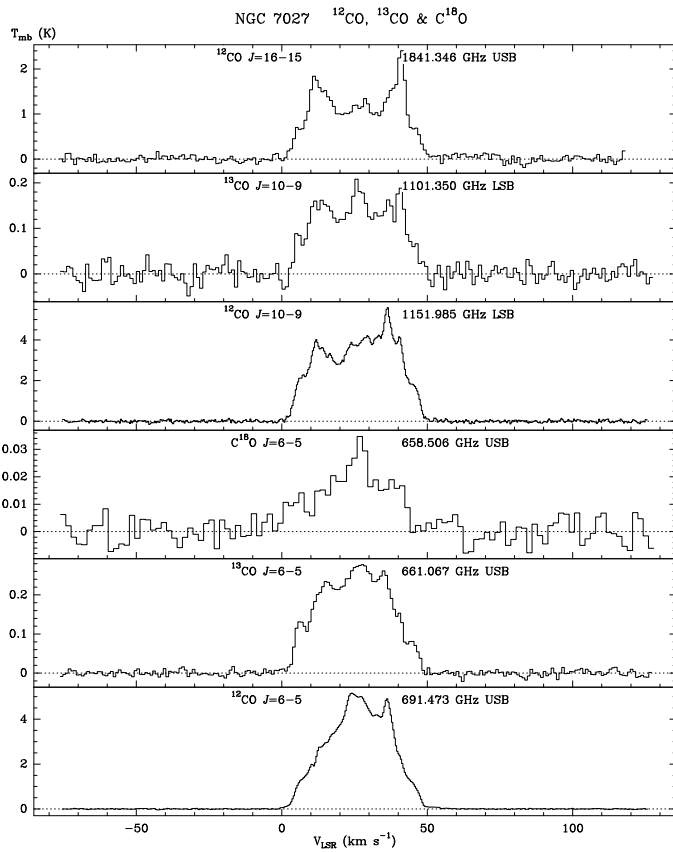 NGC 7027 ¹²CO, ¹³CO & C¹⁸O
T_mb (K)
¹²CO J=16-15 1841.346 GHz USB
2
1
0
¹³CO J=10-9 1101.350 GHz LSB
0.2
0.1
0
¹²CO J=10-9 1151.985 GHz LSB
4
2
0
C¹⁸O J=6-5 658.506 GHz USB
0.03
0.02
0.01
0
¹³CO J=6-5 661.067 GHz USB
0.2
0.1
0
¹²CO J=6-5 691.473 GHz USB
4
2
0
−50 0 50 100
V_LSR (km s⁻¹)